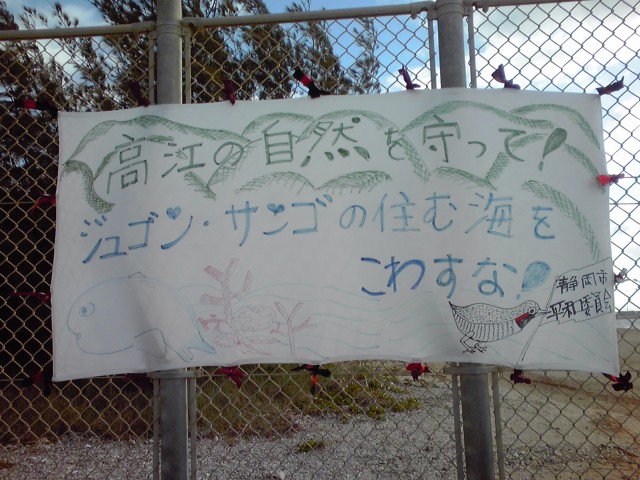 高江の自然を守って!
ジュゴン・サンゴの住む海を
こわすな!
静岡市
平和委員会